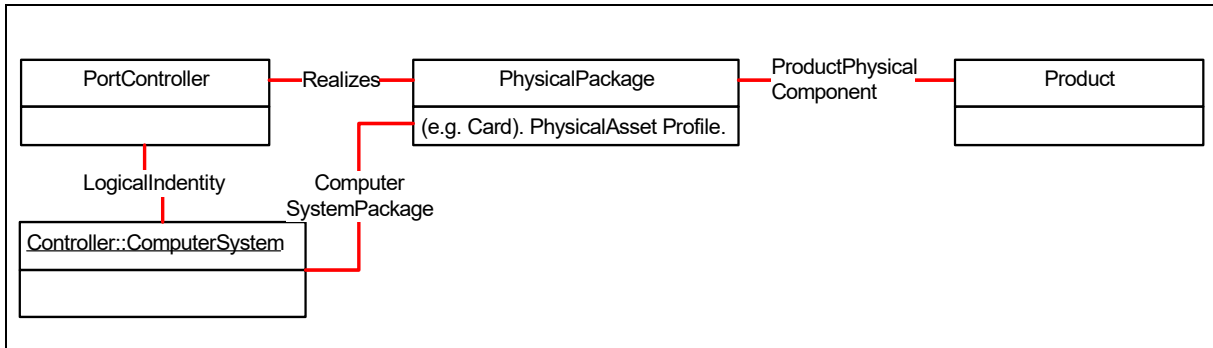 PortController
Realizes
PhysicalPackage
ProductPhysical
Component
Product
(e.g. Card). PhysicalAsset Profile.
LogicalIndentity
Computer
SystemPackage
Controller::ComputerSystem